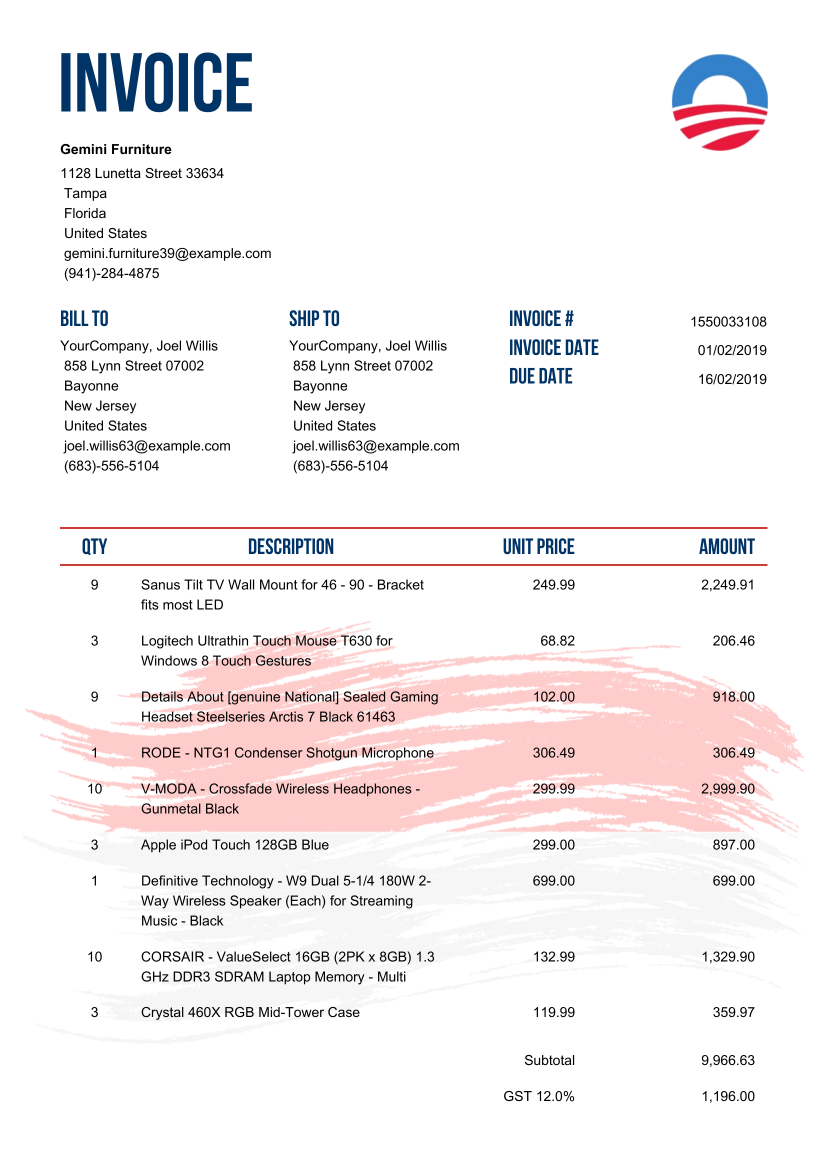 INVOICE
Gemini Furniture
1128 Lunetta Street 33634
Tampa
Florida
United States
gemini.furniture39@example.com
(941)-284-4875
BILL TO
YourCompany, Joel Willis
858 Lynn Street 07002
Bayonne
New Jersey
United States
joel.willis63@example.com
(683)-556-5104
SHIP TO
YourCompany, Joel Willis
858 Lynn Street 07002
Bayonne
New Jersey
United States
joel.willis63@example.com
(683)-556-5104
INVOICE # 1550033108
INVOICE DATE 01/02/2019
DUE DATE 16/02/2019
QTY DESCRIPTION UNIT PRICE AMOUNT
9 Sanus Tilt TV Wall Mount for 46 - 90 - Bracket 249.99 2,249.91
fits most LED
3 Logitech Ultrathin Touch Mouse T630 for 68.82 206.46
Windows 8 Touch Gestures
9 Details About [genuine National] Sealed Gaming 102.00 918.00
Headset Steelseries Arctis 7 Black 61463
1 RODE - NTG1 Condenser Shotgun Microphone 306.49 306.49
10 V-MODA - Crossfade Wireless Headphones - 299.99 2,999.90
Gunmetal Black
3 Apple iPod Touch 128GB Blue 299.00 897.00
1 Definitive Technology - W9 Dual 5-1/4 180W 2- 699.00 699.00
Way Wireless Speaker (Each) for Streaming
Music - Black
10 CORSAIR - ValueSelect 16GB (2PK x 8GB) 1.3 132.99 1,329.90
GHz DDR3 SDRAM Laptop Memory - Multi
3 Crystal 460X RGB Mid-Tower Case 119.99 359.97
Subtotal 9,966.63
GST 12.0% 1,196.00